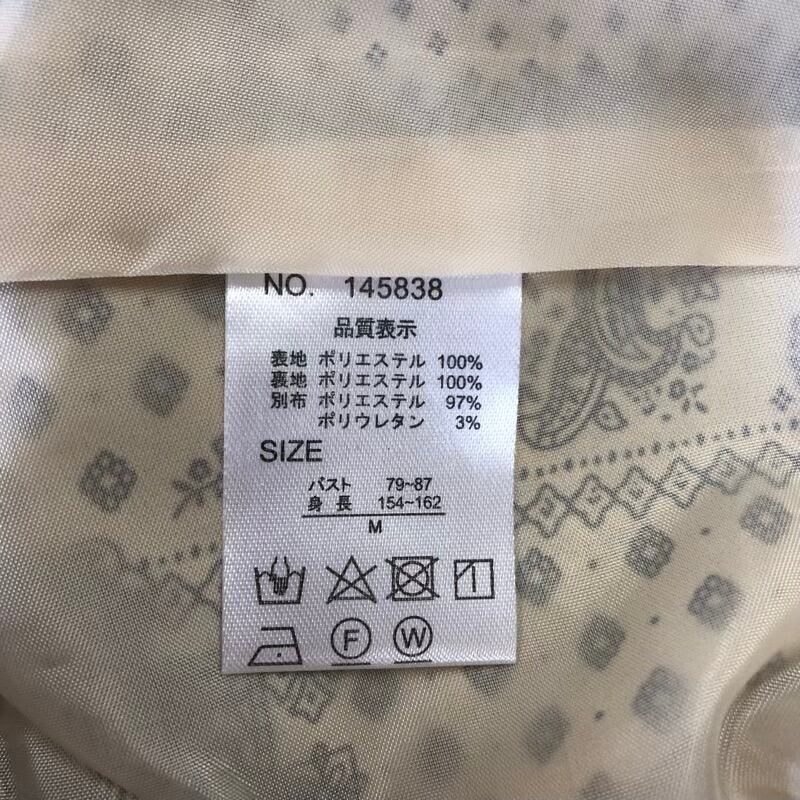 NO. 145838
品質表示
表地 ポリエステル 100%
裏地 ポリエステル 100%
別布 ポリエステル 97%
ポリウレタン 3%
SIZE
バスト 79~87
身長 154~162
M
F W